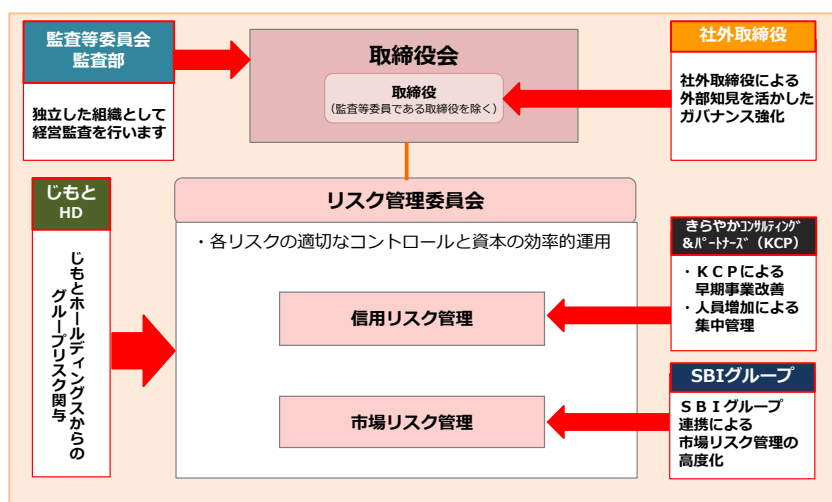 監査等委員会
監査部
独立した組織として
経営監査を行います
取締役会
取締役
（監査等委員である取締役を除く）
社外取締役
社外取締役による
外部知見を活かした
ガバナンス強化
じもと
HD
じもとホールディングスからの
グループリスク関与
リスク管理委員会
・各リスクの適切なコントロールと資本の効率的運用
信用リスク管理
市場リスク管理
きらやかｺﾝｻﾙﾃｨﾝｸﾞ
&ﾊﾟｰﾄﾅｰｽﾞ（KCP）
・ＫＣＰによる
早期事業改善
・人員増加による
集中管理
SBIグループ
ＳＢＩグループ
連携による
市場リスク管理の
高度化